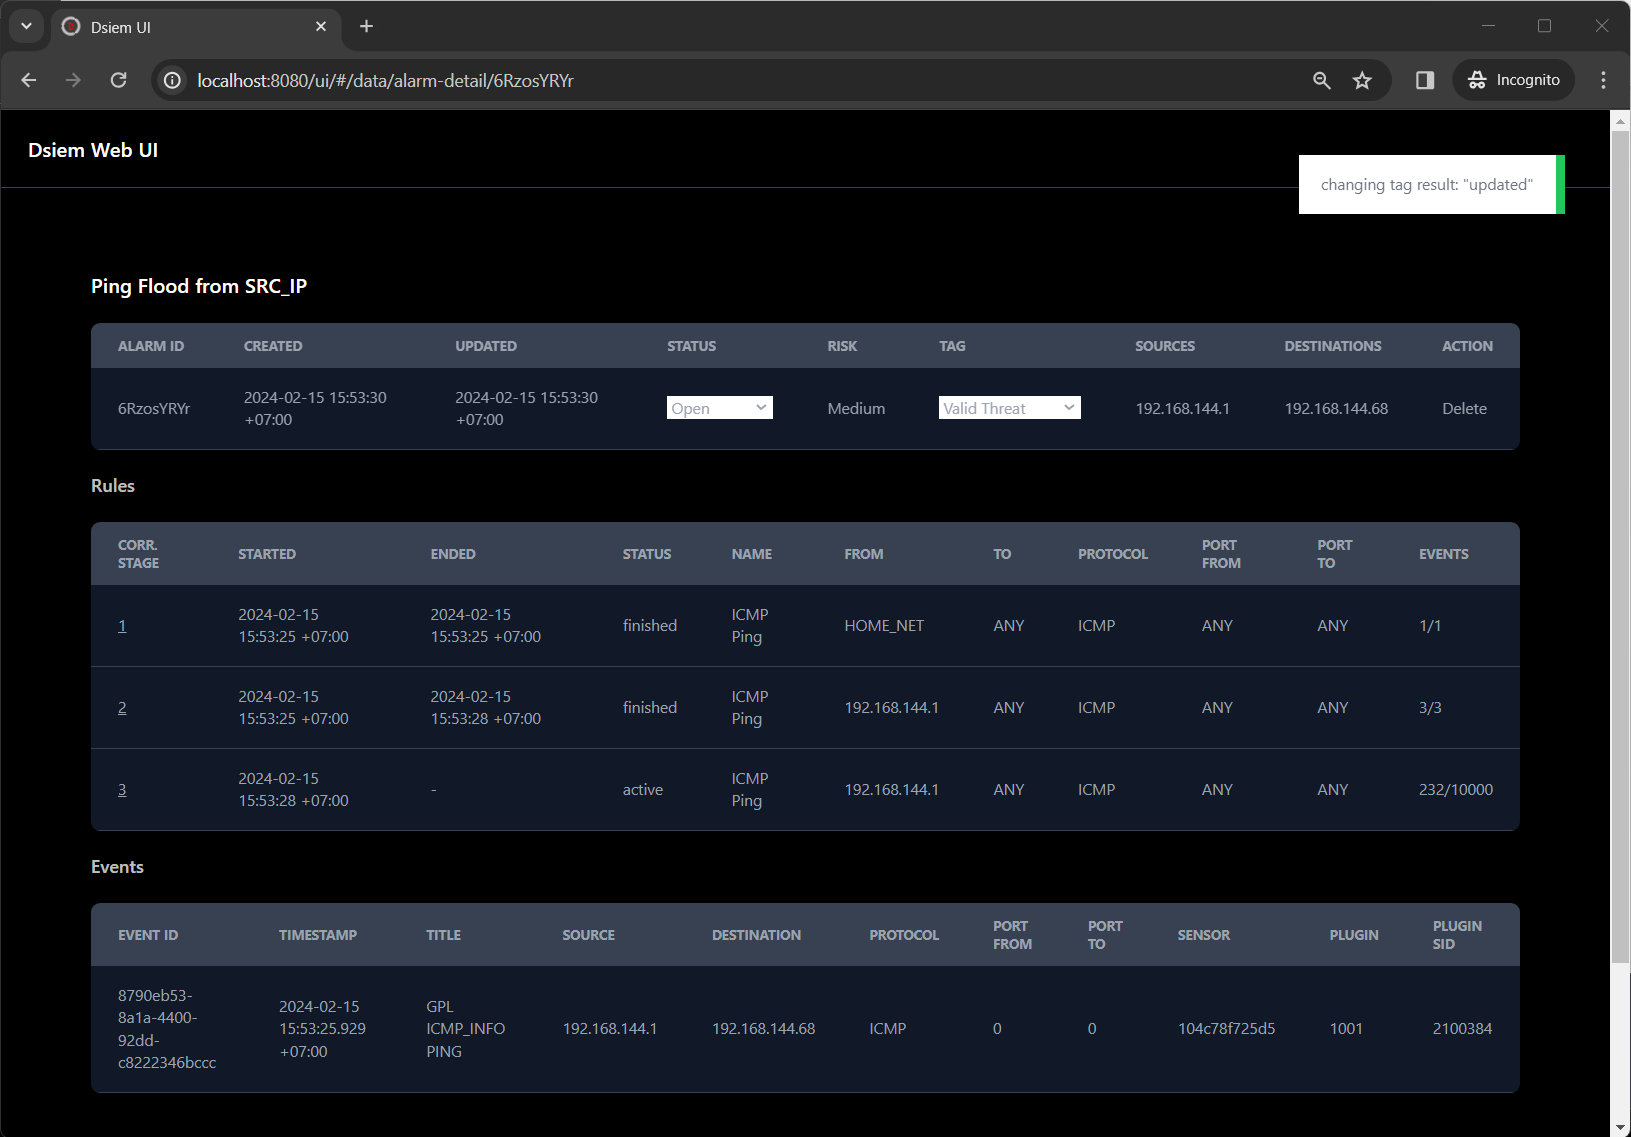 Dsiem UI
localhost:8080/ui/#/data/alarm-detail/6RzosYRYr
Incognito
Dsiem Web UI
changing tag result: "updated"
Ping Flood from SRC_IP
ALARM ID CREATED UPDATED STATUS RISK TAG SOURCES DESTINATIONS ACTION
6RzosYRYr 2024-02-15 15:53:30 +07:00 2024-02-15 15:53:30 +07:00 Open Medium Valid Threat 192.168.144.1 192.168.144.68 Delete
Rules
CORR. STAGE STARTED ENDED STATUS NAME FROM TO PROTOCOL PORT FROM PORT TO EVENTS
1 2024-02-15 15:53:25 +07:00 2024-02-15 15:53:25 +07:00 finished ICMP Ping HOME_NET ANY ICMP ANY ANY 1/1
2 2024-02-15 15:53:25 +07:00 2024-02-15 15:53:28 +07:00 finished ICMP Ping 192.168.144.1 ANY ICMP ANY ANY 3/3
3 2024-02-15 15:53:28 +07:00 - active ICMP Ping 192.168.144.1 ANY ICMP ANY ANY 232/10000
Events
EVENT ID TIMESTAMP TITLE SOURCE DESTINATION PROTOCOL PORT FROM PORT TO SENSOR PLUGIN PLUGIN SID
8790eb53-8a1a-4400-92dd-c8222346bccc 2024-02-15 15:53:25.929 +07:00 GPL ICMP_INFO PING 192.168.144.1 192.168.144.68 ICMP 0 0 104c78f725d5 1001 2100384